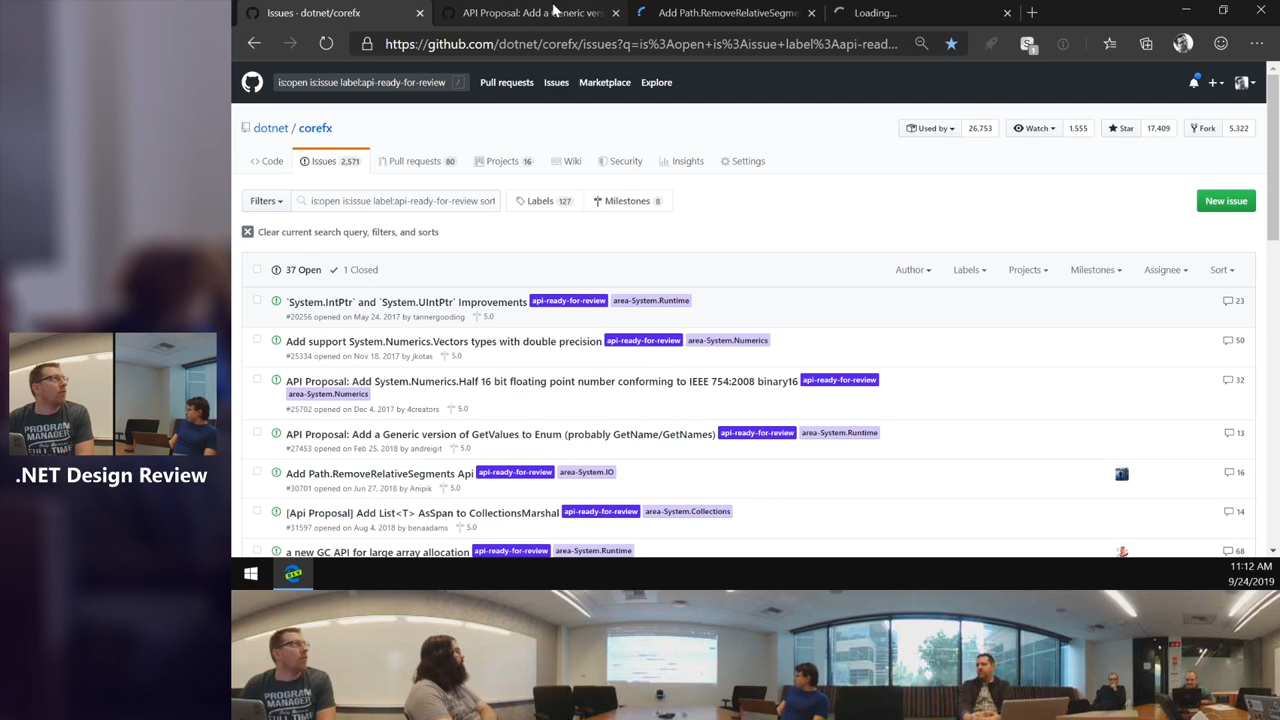 Issues - dotnet/corefx
API Proposal: Add a Generic vers
Add Path.RemoveRelativeSegme
Loading...
https://github.com/dotnet/corefx/issues?q=is%3Aopen+is%3Aissue+label%3Aapi-read...
1
is:open is:issue label:api-ready-for-review
/
Pull requests
Issues
Marketplace
Explore
dotnet / corefx
Used by 26,753
Watch 1,555
Star 17,409
Fork 5,322
Code
Issues 2,571
Pull requests 80
Projects 16
Wiki
Security
Insights
Settings
Filters
is:open is:issue label:api-ready-for-review sort
Labels 127
Milestones 8
New issue
Clear current search query, filters, and sorts
37 Open
1 Closed
Author
Labels
Projects
Milestones
Assignee
Sort
`System.IntPtr` and `System.UIntPtr` Improvements api-ready-for-review area-System.Runtime
23
#20256 opened on May 24, 2017 by tannergooding 5.0
Add support System.Numerics.Vectors types with double precision api-ready-for-review area-System.Numerics
50
#25334 opened on Nov 18, 2017 by jkotas 5.0
API Proposal: Add System.Numerics.Half 16 bit floating point number conforming to IEEE 754:2008 binary16 api-ready-for-review
32
area-System.Numerics
#25702 opened on Dec 4, 2017 by 4creators 5.0
API Proposal: Add a Generic version of GetValues to Enum (probably GetName/GetNames) api-ready-for-review area-System.Runtime
13
#27453 opened on Feb 25, 2018 by andreigit 5.0
Add Path.RemoveRelativeSegments Api api-ready-for-review area-System.IO
16
#30701 opened on Jun 27, 2018 by Anipik 5.0
[Api Proposal] Add List<T> AsSpan to CollectionsMarshal api-ready-for-review area-System.Collections
14
#31597 opened on Aug 4, 2018 by benaadams 5.0
a new GC API for large array allocation api-ready-for-review area-System.Runtime
68
11:12 AM
9/24/2019
PROGRAM
MANAGER
FULL TIME
.NET Design Review
PROGRAM
MANAGER
FULL TIME